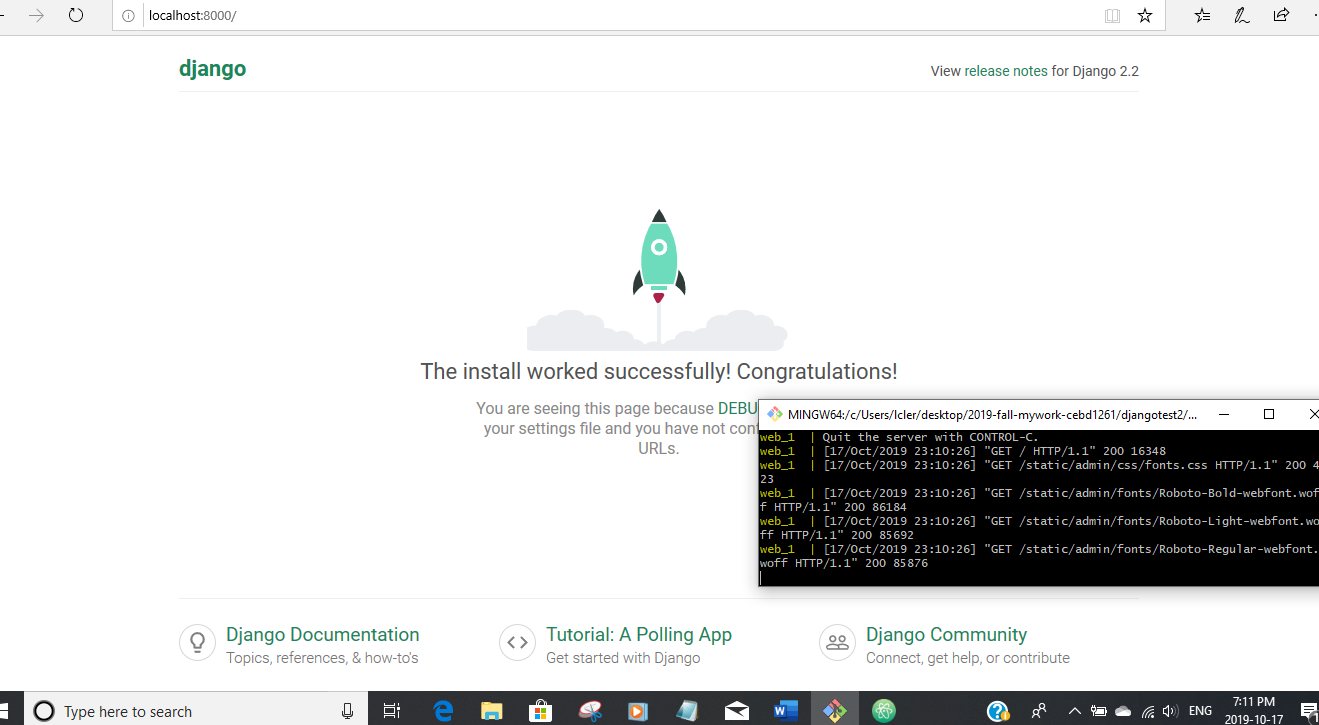 localhost:8000/
django
View release notes for Django 2.2
The install worked successfully! Congratulations!
You are seeing this page because DEBU
your settings file and you have not con
URLs.
MINGW64:/c/Users/lcler/desktop/2019-fall-mywork-cebd1261/djangotest2/...
web_1 | Quit the server with CONTROL-C.
web_1 | [17/Oct/2019 23:10:26] "GET / HTTP/1.1" 200 16348
web_1 | [17/Oct/2019 23:10:26] "GET /static/admin/css/fonts.css HTTP/1.1" 200 4
23
web_1 | [17/Oct/2019 23:10:26] "GET /static/admin/fonts/Roboto-Bold-webfont.wof
f HTTP/1.1" 200 86184
web_1 | [17/Oct/2019 23:10:26] "GET /static/admin/fonts/Roboto-Light-webfont.wo
ff HTTP/1.1" 200 85692
web_1 | [17/Oct/2019 23:10:26] "GET /static/admin/fonts/Roboto-Regular-webfont.
woff HTTP/1.1" 200 85876
Django Documentation
Topics, references, & how-to's
Tutorial: A Polling App
Get started with Django
Django Community
Connect, get help, or contribute
Type here to search
ENG
7:11 PM
2019-10-17